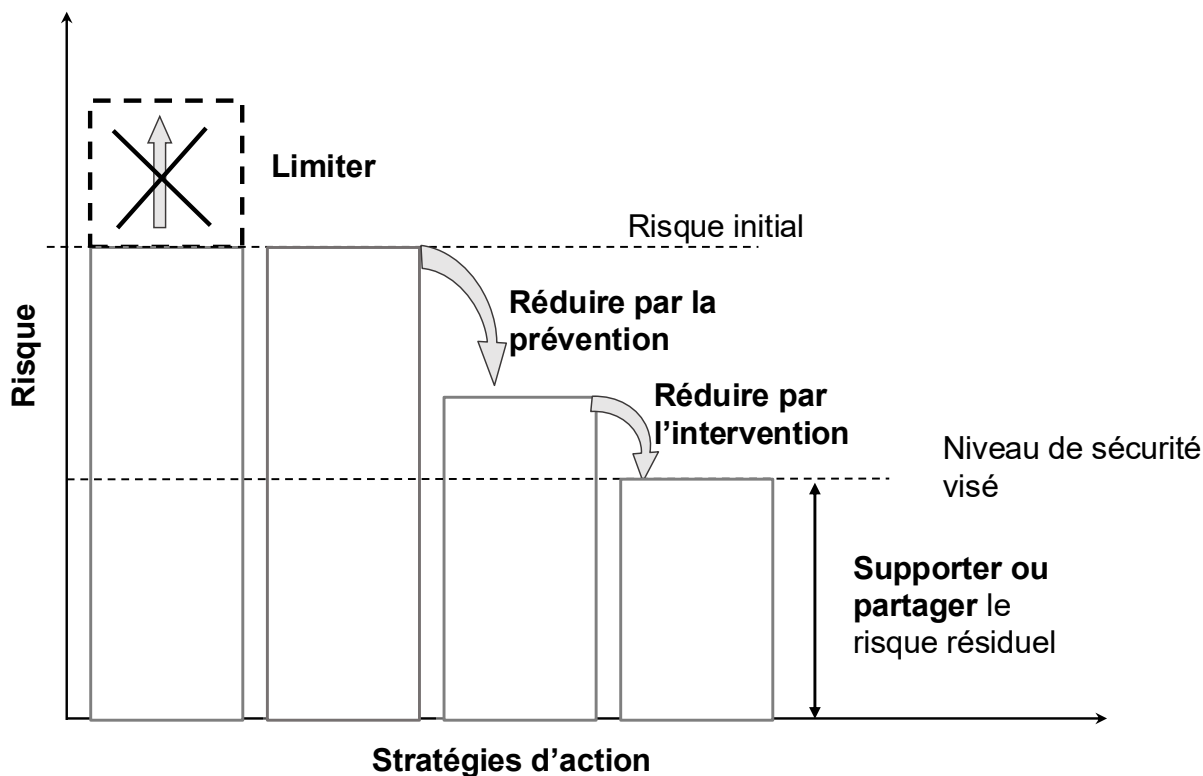 Limiter
Risque initial
Réduire par la
prévention
Réduire par
l’intervention
Niveau de sécurité
visé
Supporter ou
partager le
risque résiduel
Risque
Stratégies d’action